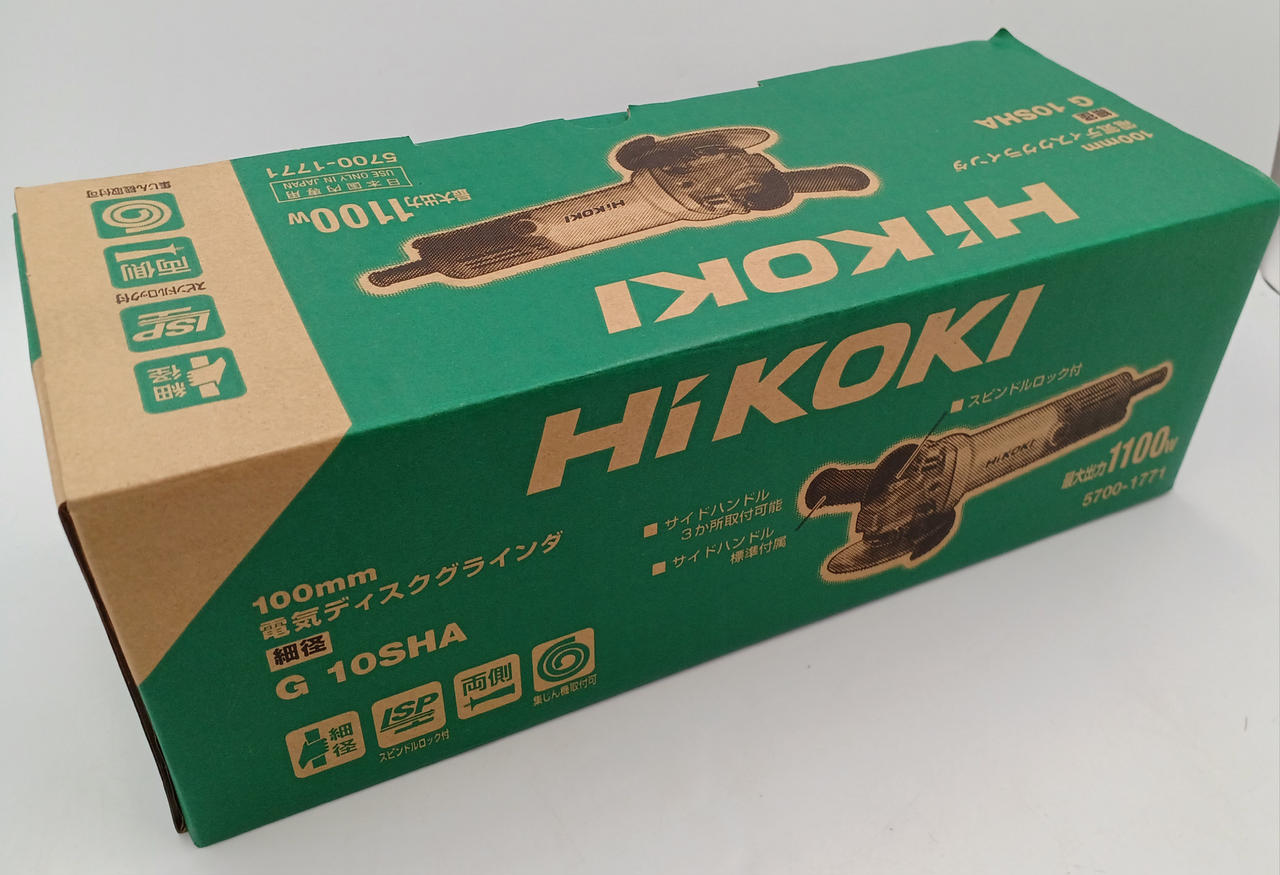 集じん機取付可
両側
スピンドルロック付
ISP
細径
5700-1771
日本国内専用
USE ONLY IN JAPAN
最大出力1100W
HiKOKI
100mm
電気ディスクグラインダ
細径
G 10SHA
HiKOKI
HiKOKI
スピンドルロック付
HiKOKI
最大出力1100W
5700-1771
サイドハンドル
3か所取付可能
サイドハンドル
標準付属
100mm
電気ディスクグラインダ
細径
G 10SHA
細径
ISP
スピンドルロック付
両側
集じん機取付可